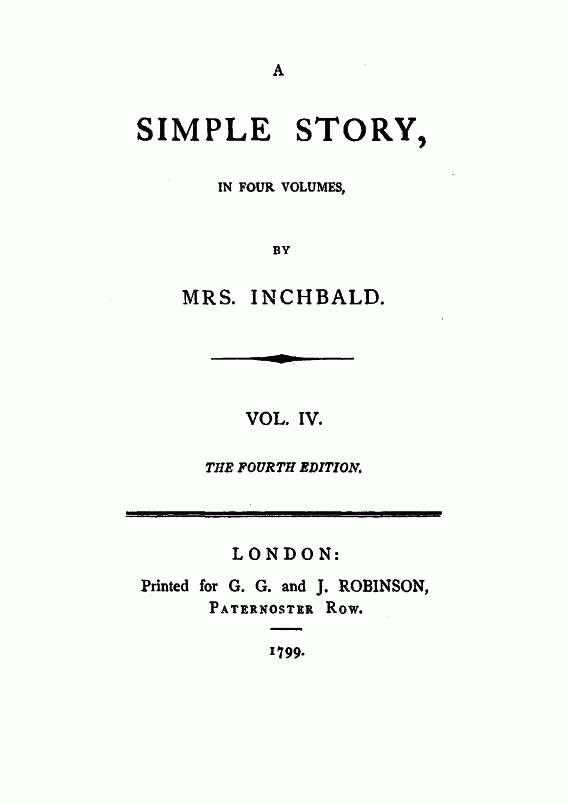 A
SIMPLE STORY,
IN FOUR VOLUMES,
BY
MRS. INCHBALD.
VOL. IV.
THE FOURTH EDITION.
LONDON:
Printed for G. G. and J. ROBINSON,
PATERNOSTER ROW.
1799.